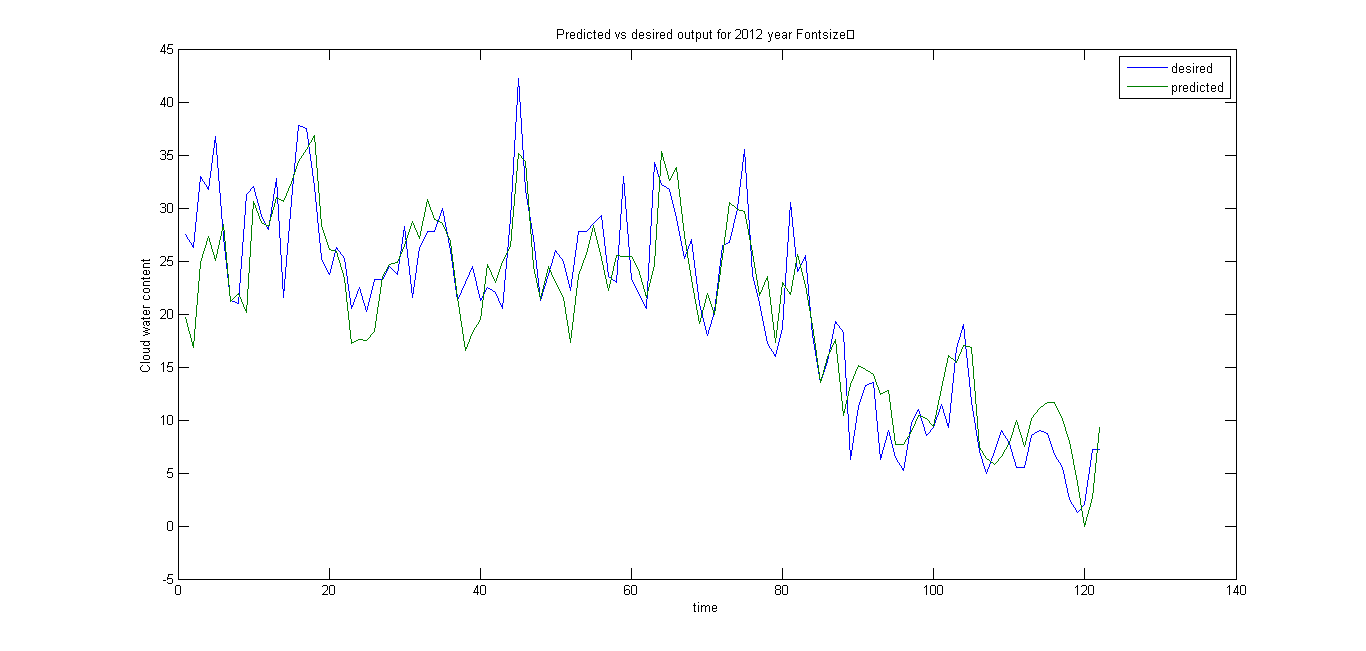 Predicted vs desired output for 2012 year Fontsize
45
40
35
30
25
20
15
10
5
0
-5
Cloud water content
0 20 40 60 80 100 120 140
time
desired
predicted